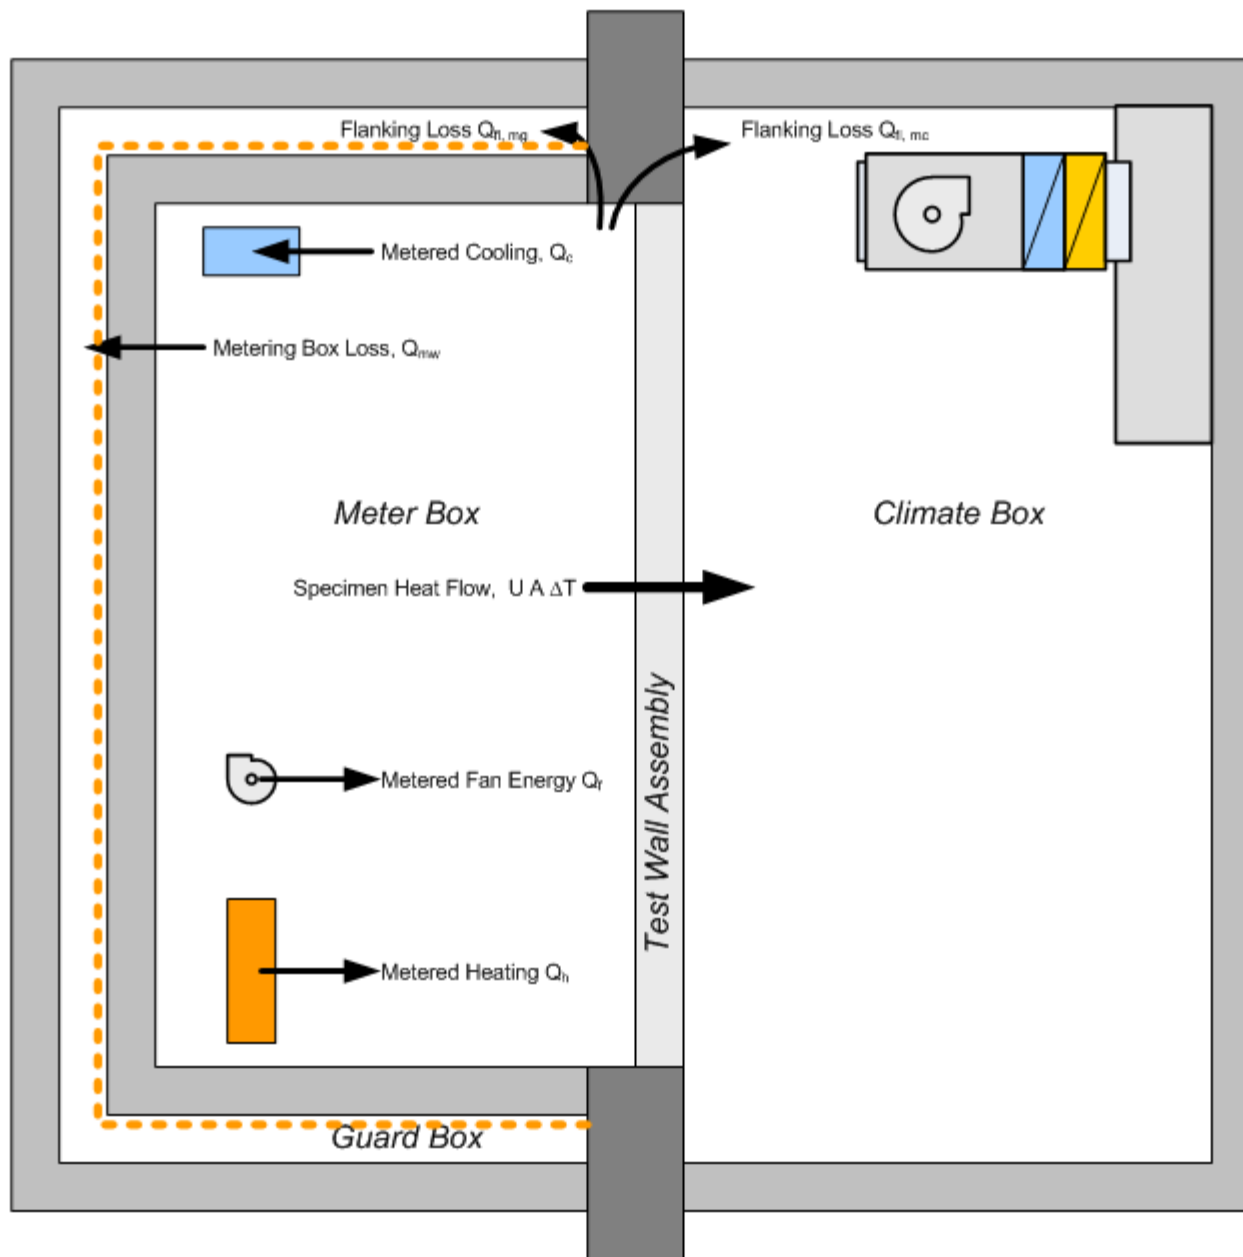 Flanking Loss Qfl, mg
Flanking Loss Qfl, mc
Metered Cooling, Qc
Metering Box Loss, Qmw
Meter Box
Climate Box
Specimen Heat Flow, U A ΔT
Test Wall Assembly
Metered Fan Energy Qf
Metered Heating Qh
Guard Box